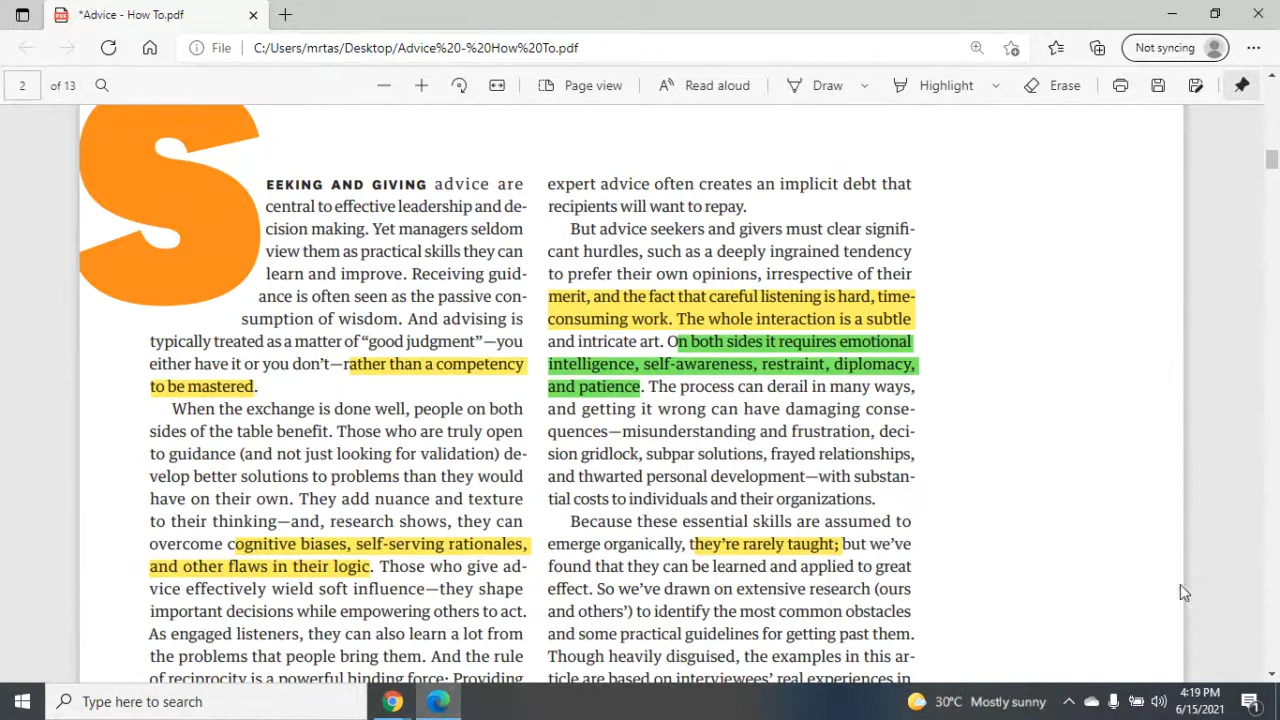 *Advice - How To.pdf
File
C:/Users/mrtas/Desktop/Advice%20-%20How%20To.pdf
Not syncing
2 of 13
Page view
Read aloud
Draw
Highlight
Erase
SEEKING AND GIVING advice are
central to effective leadership and de-
cision making. Yet managers seldom
view them as practical skills they can
learn and improve. Receiving guid-
ance is often seen as the passive con-
sumption of wisdom. And advising is
typically treated as a matter of “good judgment”—you
either have it or you don’t—rather than a competency
to be mastered.
When the exchange is done well, people on both
sides of the table benefit. Those who are truly open
to guidance (and not just looking for validation) de-
velop better solutions to problems than they would
have on their own. They add nuance and texture
to their thinking—and, research shows, they can
overcome cognitive biases, self-serving rationales,
and other flaws in their logic. Those who give ad-
vice effectively wield soft influence—they shape
important decisions while empowering others to act.
As engaged listeners, they can also learn a lot from
the problems that people bring them. And the rule
of reciprocity is a powerful binding force: Providing
expert advice often creates an implicit debt that
recipients will want to repay.
But advice seekers and givers must clear signifi-
cant hurdles, such as a deeply ingrained tendency
to prefer their own opinions, irrespective of their
merit, and the fact that careful listening is hard, time-
consuming work. The whole interaction is a subtle
and intricate art. On both sides it requires emotional
intelligence, self-awareness, restraint, diplomacy,
and patience. The process can derail in many ways,
and getting it wrong can have damaging conse-
quences—misunderstanding and frustration, deci-
sion gridlock, subpar solutions, frayed relationships,
and thwarted personal development—with substan-
tial costs to individuals and their organizations.
Because these essential skills are assumed to
emerge organically, they’re rarely taught; but we’ve
found that they can be learned and applied to great
effect. So we’ve drawn on extensive research (ours
and others’) to identify the most common obstacles
and some practical guidelines for getting past them.
Though heavily disguised, the examples in this ar-
ticle are based on interviewees’ real experiences in
Type here to search
30°C Mostly sunny
4:19 PM
6/15/2021
1